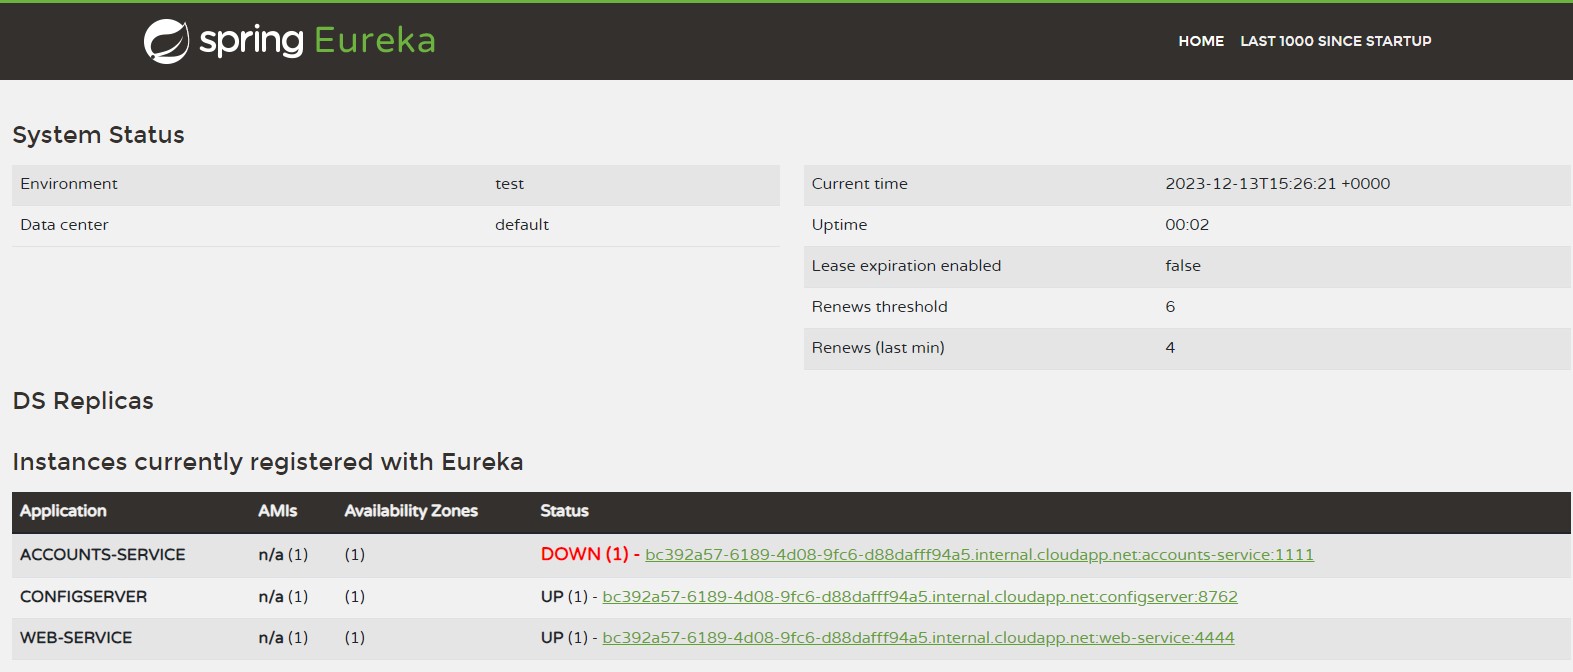 spring Eureka
HOME LAST 1000 SINCE STARTUP
System Status
Environment test
Data center default
Current time 2023-12-13T15:26:21 +0000
Uptime 00:02
Lease expiration enabled false
Renews threshold 6
Renews (last min) 4
DS Replicas
Instances currently registered with Eureka
Application AMIs Availability Zones Status
ACCOUNTS-SERVICE n/a (1) (1) DOWN (1) - bc392a57-6189-4d08-9fc6-d88dafff94a5.internal.cloudapp.net:accounts-service:1111
CONFIGSERVER n/a (1) (1) UP (1) - bc392a57-6189-4d08-9fc6-d88dafff94a5.internal.cloudapp.net:configserver:8762
WEB-SERVICE n/a (1) (1) UP (1) - bc392a57-6189-4d08-9fc6-d88dafff94a5.internal.cloudapp.net:web-service:4444